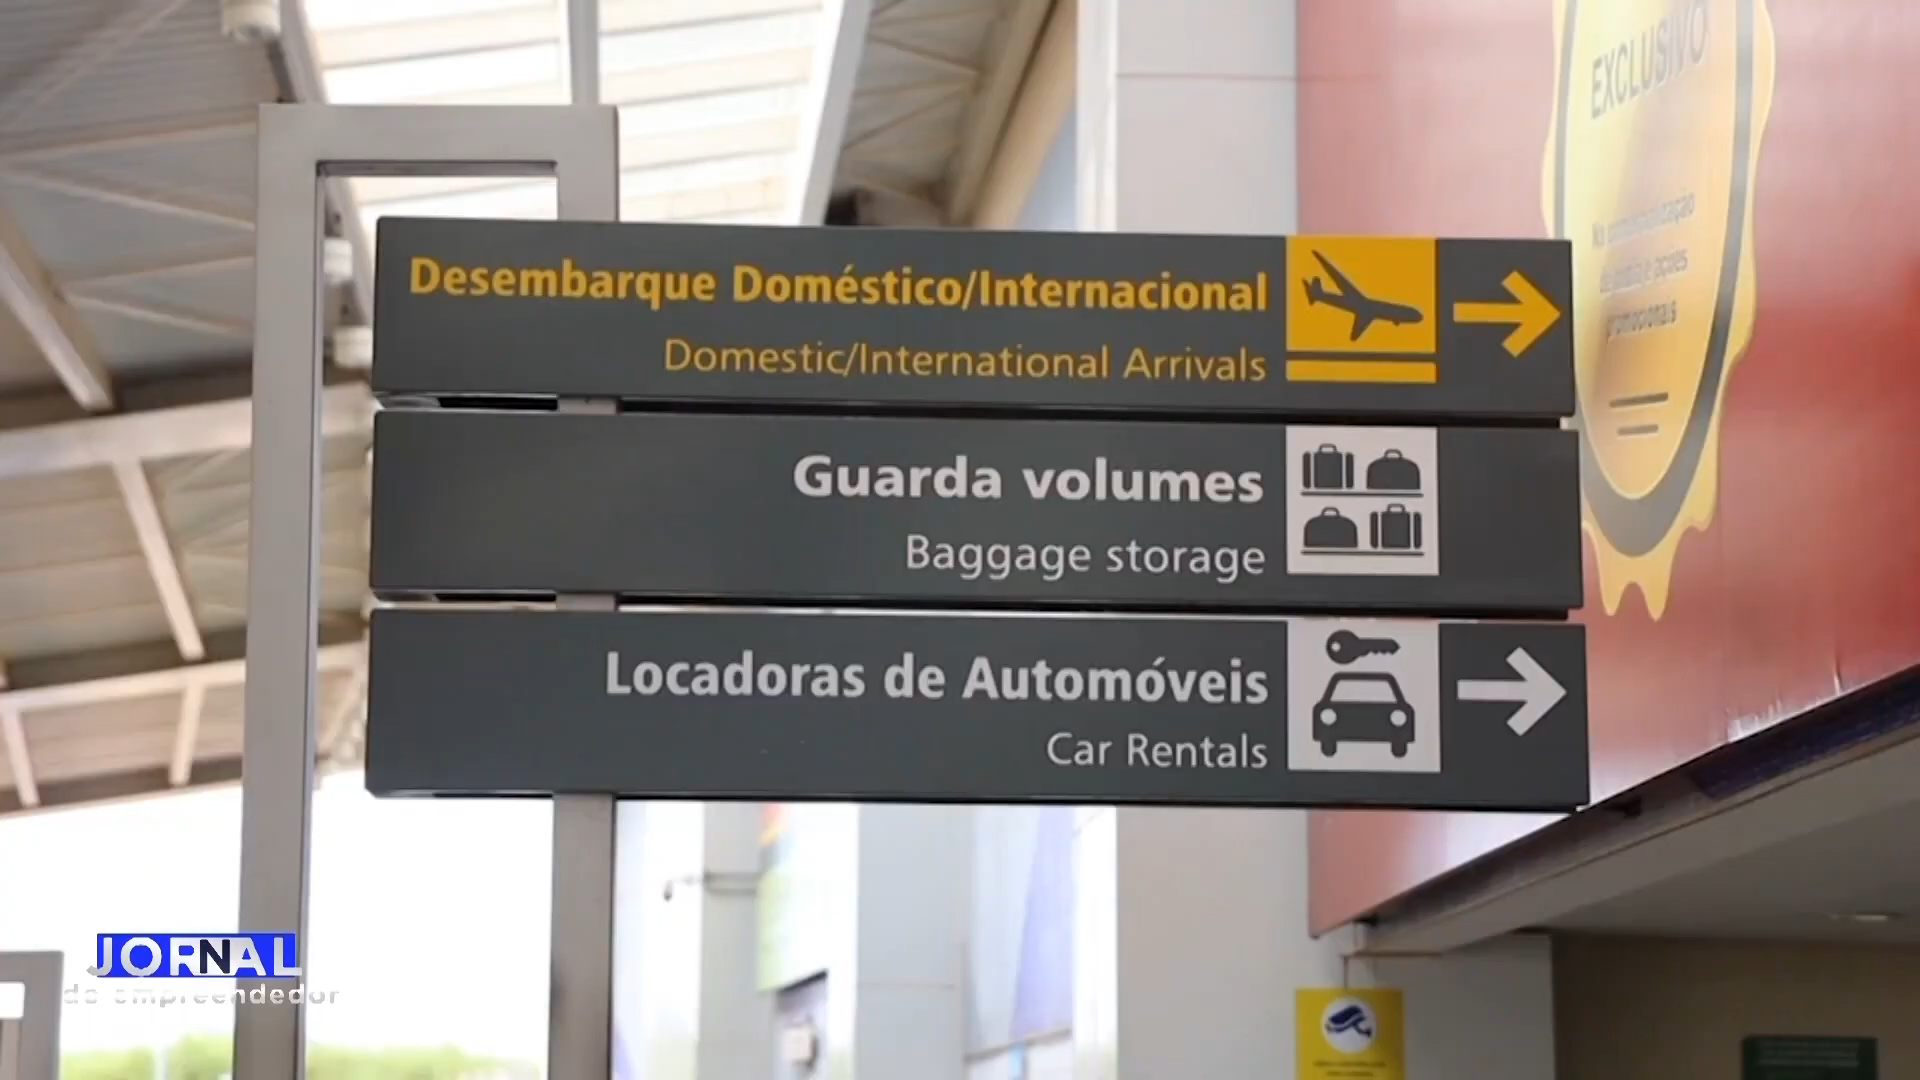 EXCLUSIVO
promocionais
Desembarque Doméstico/Internacional
Domestic/International Arrivals
Guarda volumes
Baggage storage
Locadoras de Automóveis
Car Rentals
JORNAL
do empreendedor